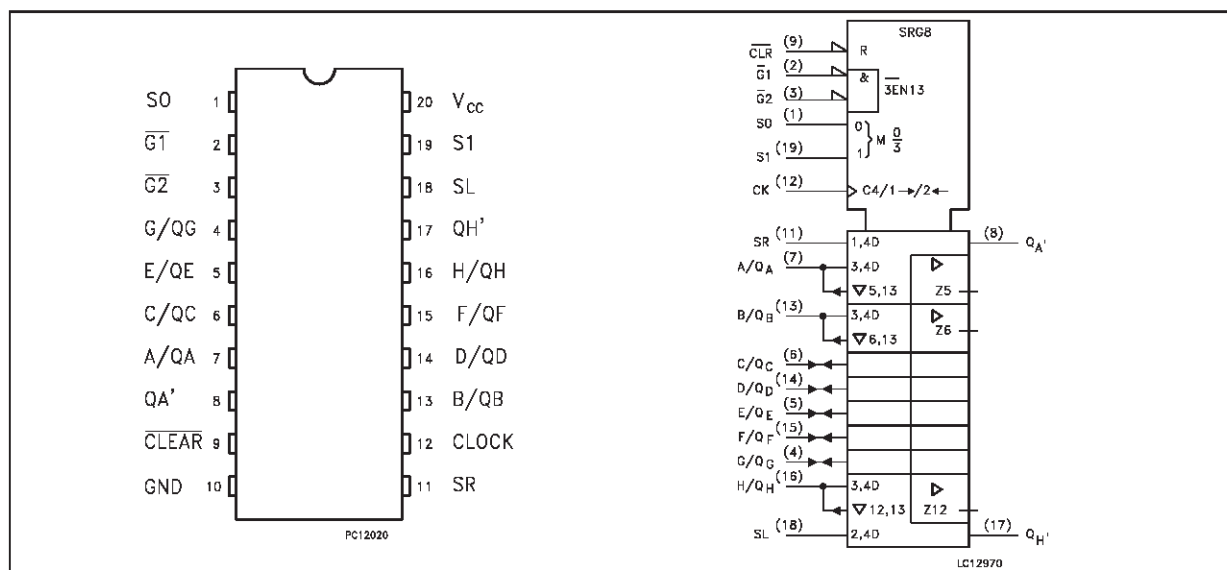 S0 1
G1 2
G2 3
G/QG 4
E/QE 5
C/QC 6
A/QA 7
QA' 8
CLEAR 9
GND 10
20 VCC
19 S1
18 SL
17 QH'
16 H/QH
15 F/QF
14 D/QD
13 B/QB
12 CLOCK
11 SR
PC12020
SRG8
CLR (9) R
G1 (2) &
G2 (3) 3EN13
S0 (1) 0
S1 (19) 1 } M 0/3
CK (12) C4/1→/2←
SR (11) 1,4D (8) QA'
A/QA (7) 3,4D ▷
▽5,13 Z5
B/QB (13) 3,4D ▷
▽6,13 Z6
C/QC (6)
D/QD (14)
E/QE (5)
F/QF (15)
G/QG (4)
H/QH (16) 3,4D ▷
▽12,13 Z12
SL (18) 2,4D (17) QH'
LC12970